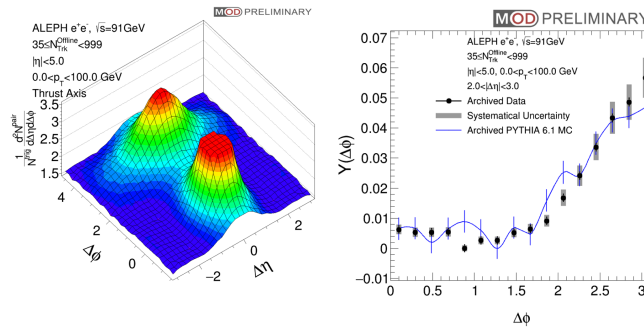 MOD PRELIMINARY
ALEPH e⁺e⁻, √s=91GeV
35≤N^Offline_Trk<999
|η|<5.0
0.0<p_T<100.0 GeV
Thrust Axis
1/N^trig d²N^pair/dΔηdΔφ
3.5
3
2.5
2
1.5
4
2
0
Δφ
−2
0
2
Δη
MOD PRELIMINARY
ALEPH e⁺e⁻, √s=91GeV
35≤N^Offline_Trk<999
|η|<5.0, 0.0<p_T<100.0 GeV
2.0<|Δη|<3.0
Archived Data
Systematical Uncertainty
Archived PYTHIA 6.1 MC
Y(Δφ)
0.07
0.06
0.05
0.04
0.03
0.02
0.01
0
−0.01
0 0.5 1 1.5 2 2.5
Δφ